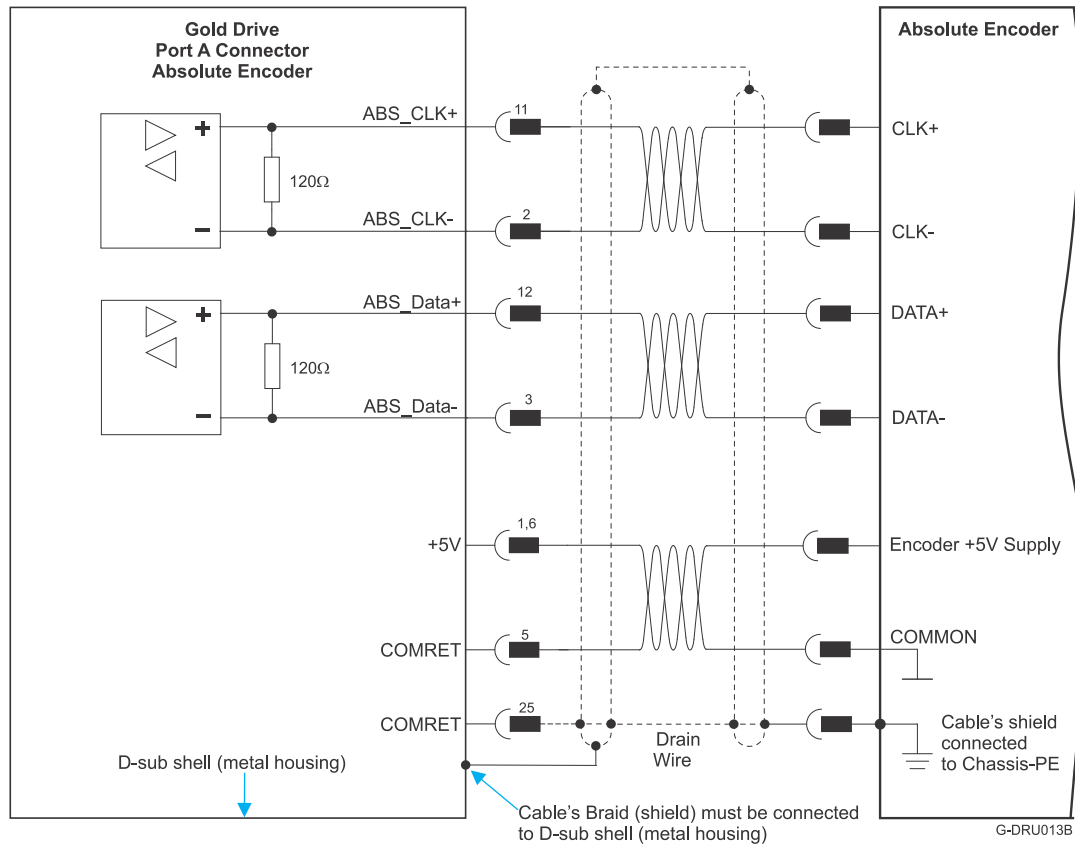 Gold Drive
Port A Connector
Absolute Encoder
Absolute Encoder
ABS_CLK+
11
CLK+
+
120Ω
ABS_CLK-
2
CLK-
-
ABS_Data+
12
DATA+
+
120Ω
ABS_Data-
3
DATA-
-
+5V
1,6
Encoder +5V Supply
COMRET
5
COMMON
COMRET
25
Drain
Wire
Cable's shield
connected
to Chassis-PE
D-sub shell (metal housing)
Cable's Braid (shield) must be connected
to D-sub shell (metal housing)
G-DRU013B